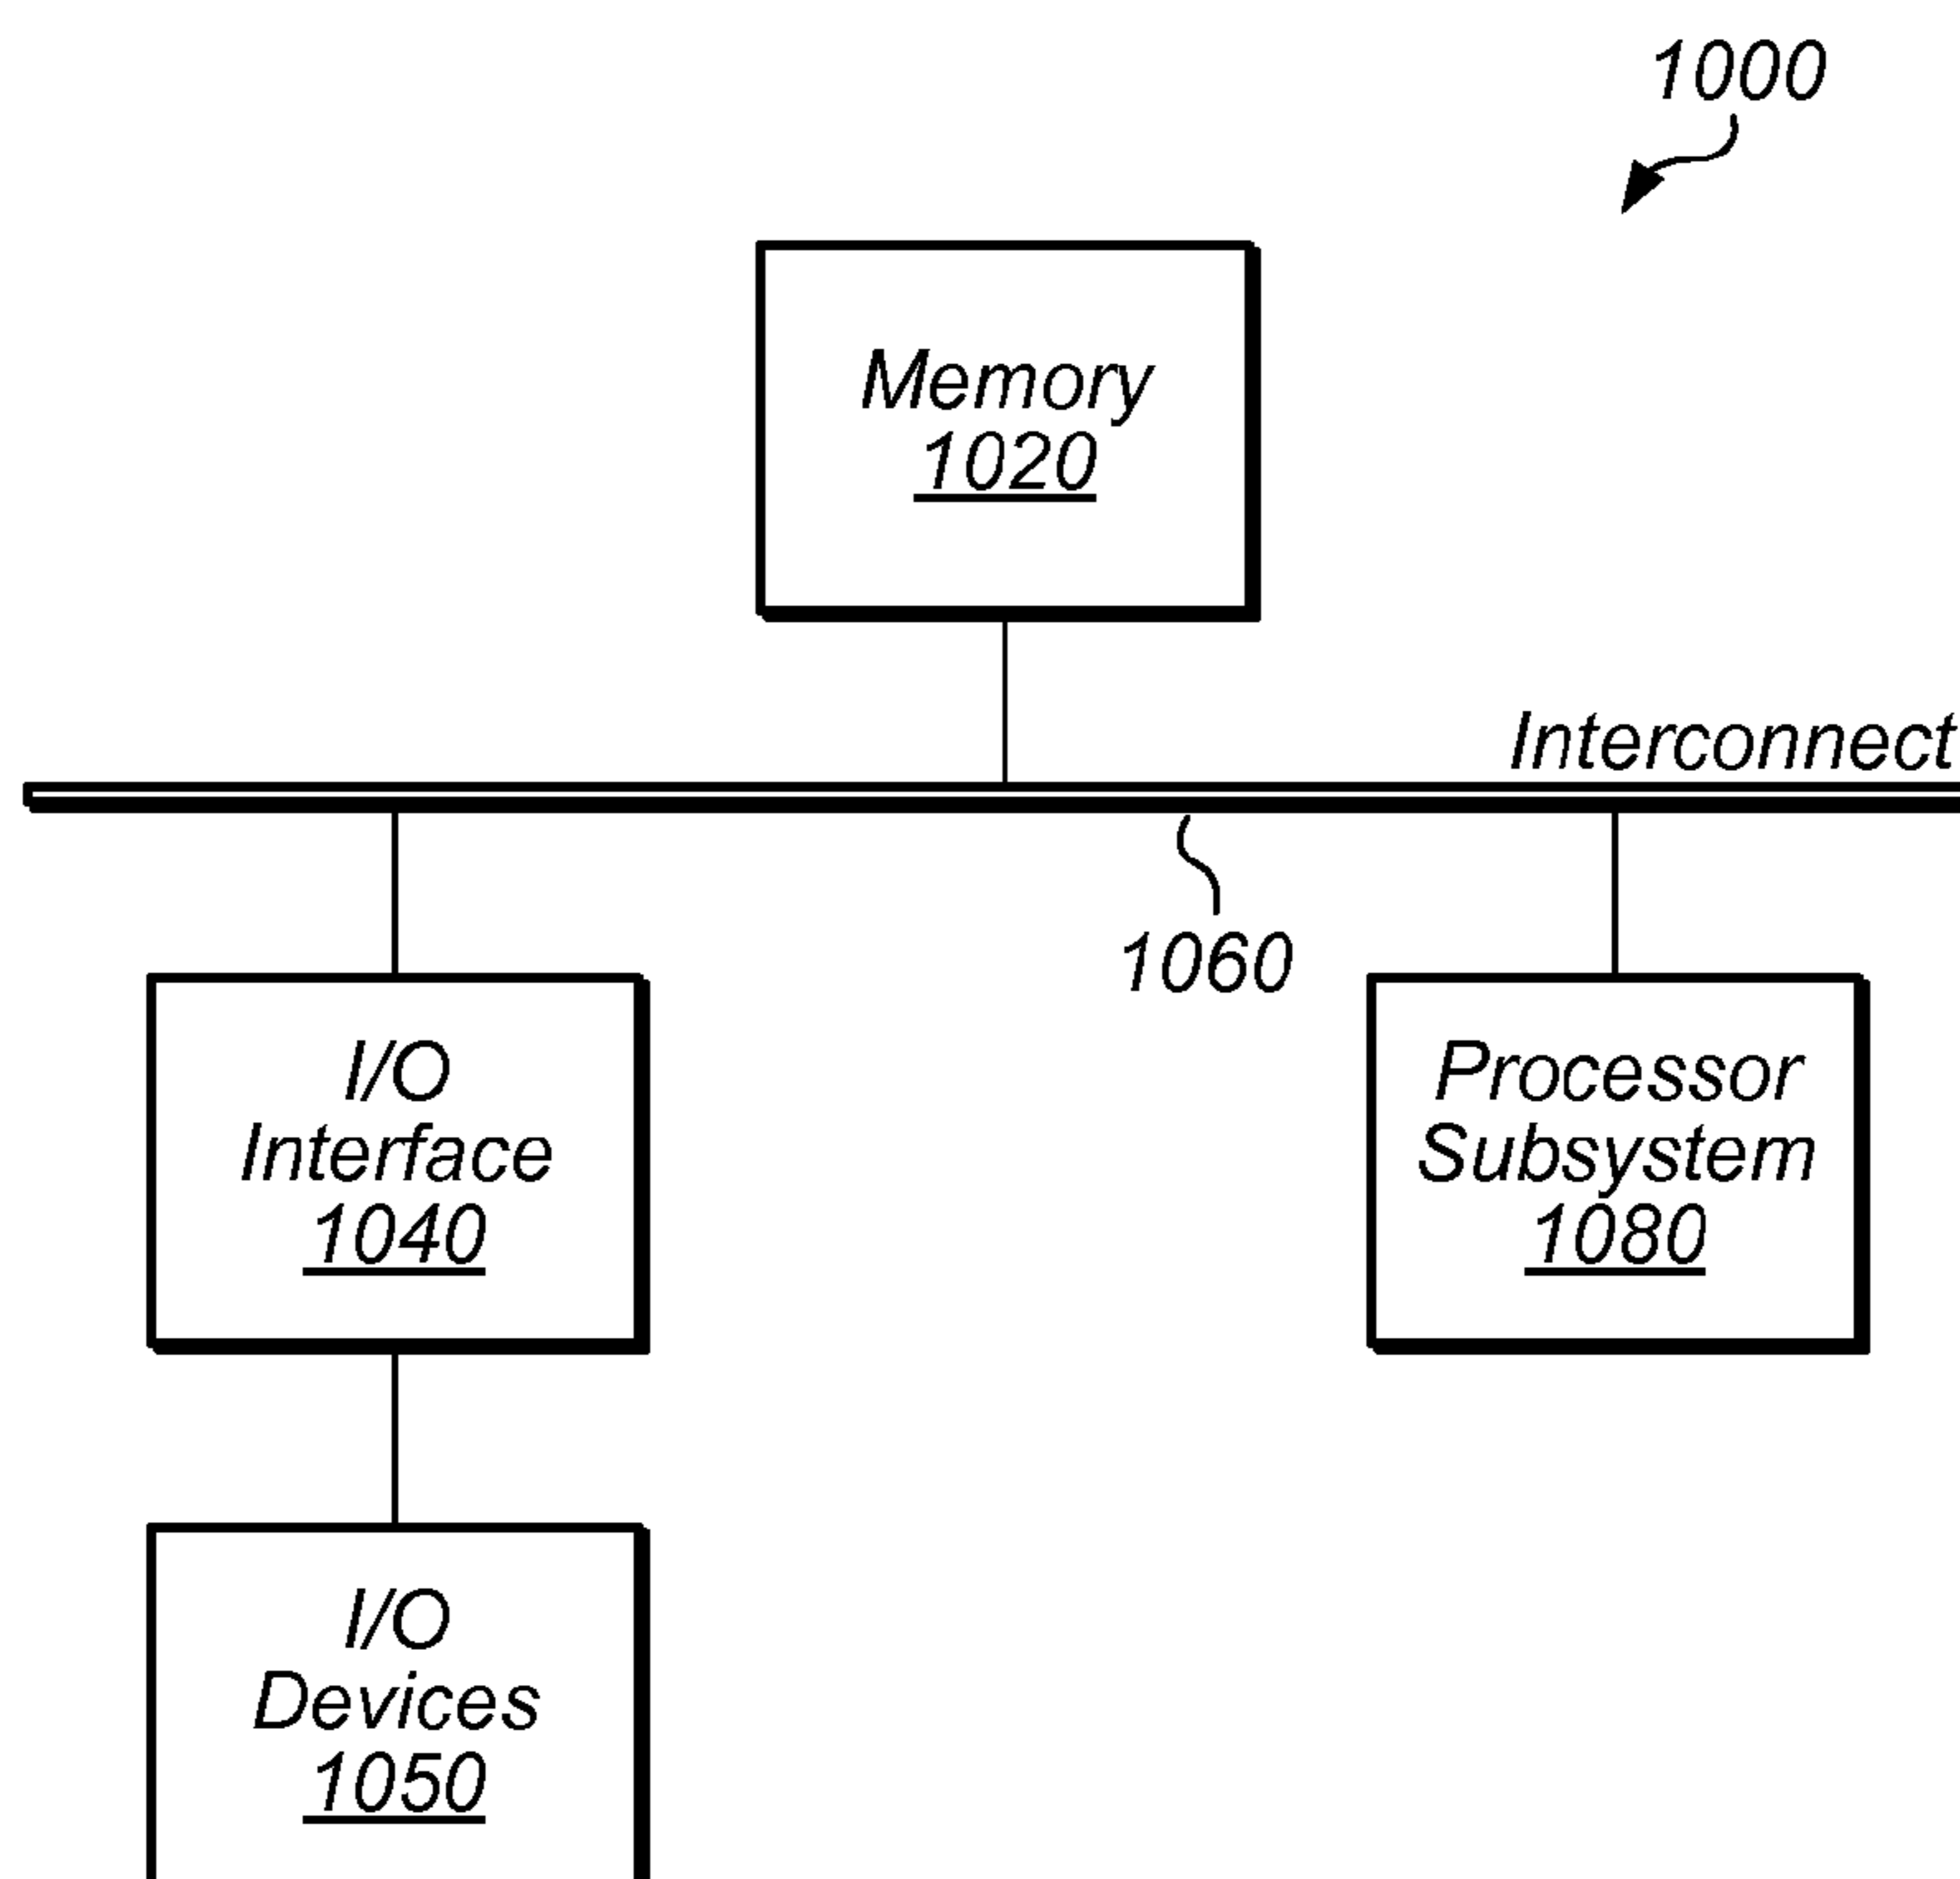 1000
Memory
1020
Interconnect
1060
I/O
Interface
1040
Processor
Subsystem
1080
I/O
Devices
1050